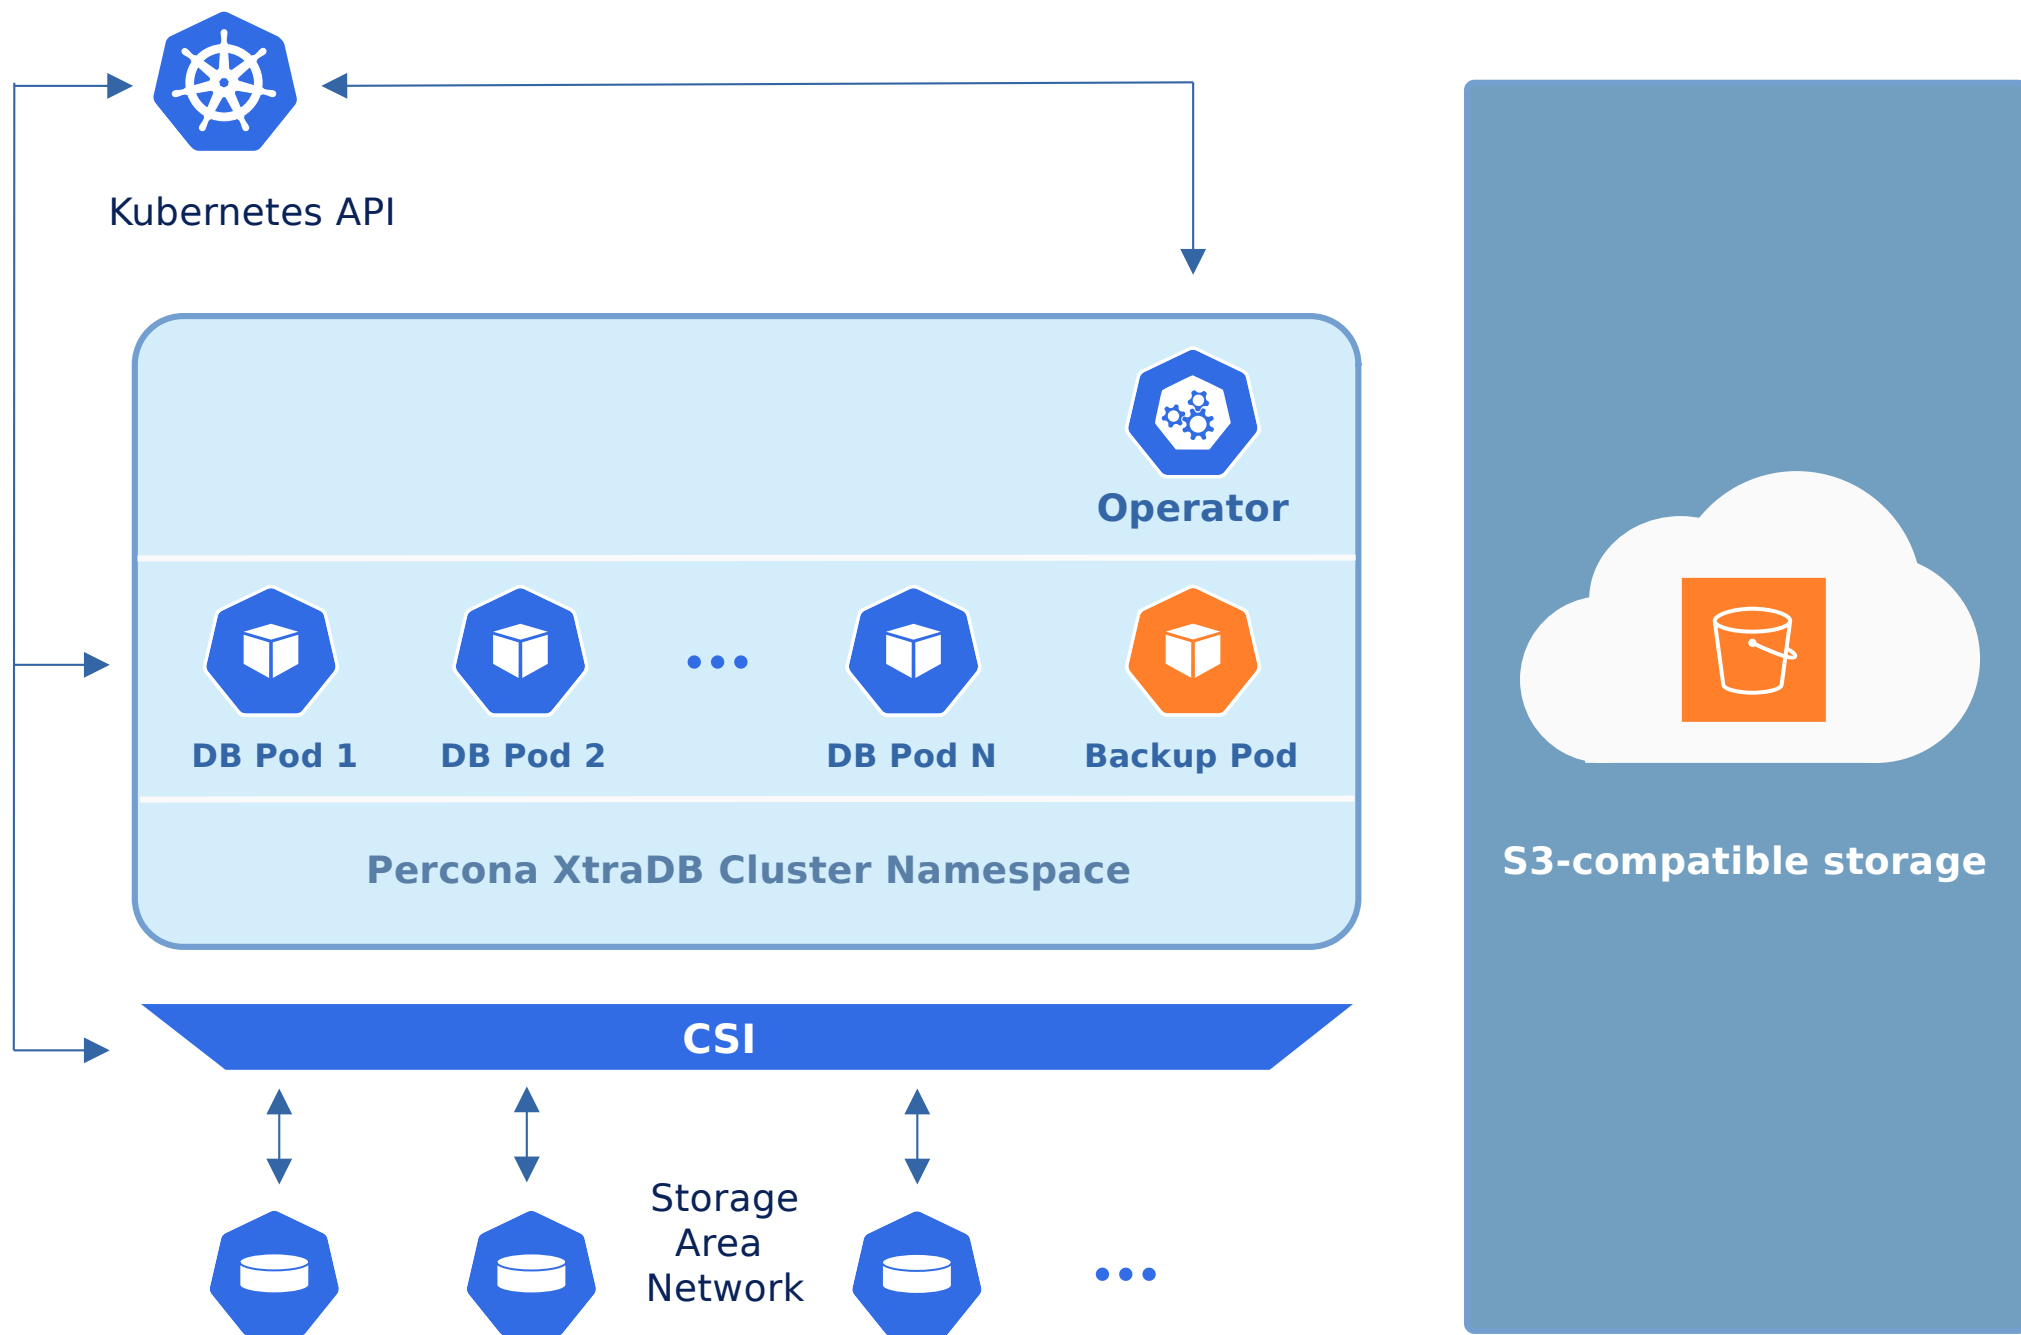 Kubernetes API
Operator
DB Pod 1
DB Pod 2
DB Pod N
Backup Pod
Percona XtraDB Cluster Namespace
S3-compatible storage
CSI
Storage
Area
Network